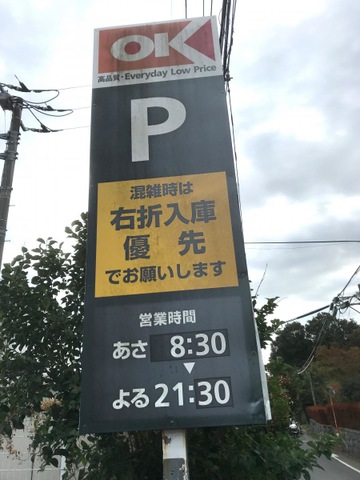 OK
高品質・Everyday Low Price
P
混雑時は
右折入庫
優先
でお願いします
営業時間
あさ 8:30
▼
よる 21:30